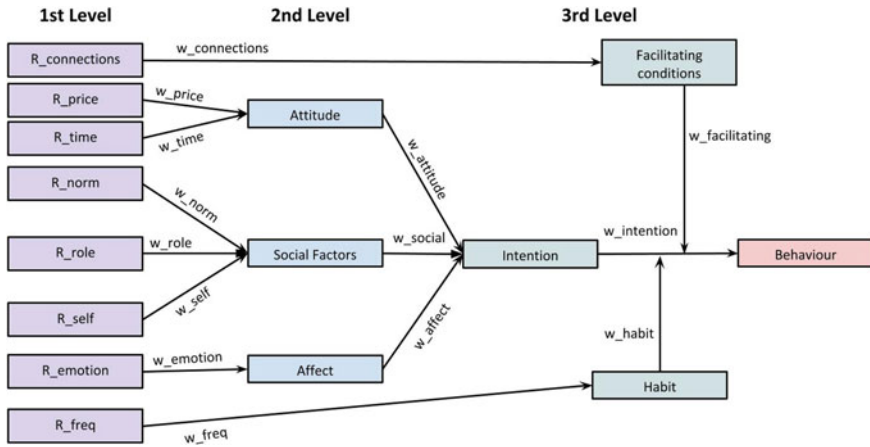 1st Level
2nd Level
3rd Level
R_connections
w_connections
Facilitating
conditions
R_price
w_price
Attitude
R_time
w_time
w_attitude
w_facilitating
R_norm
w_norm
R_role
w_role
Social Factors
w_social
Intention
w_intention
Behaviour
R_self
w_self
w_affect
w_habit
R_emotion
w_emotion
Affect
Habit
R_freq
w_freq